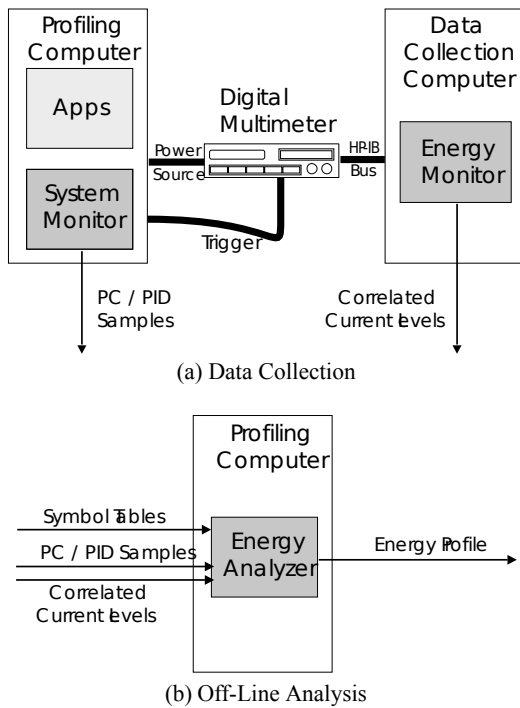 Profiling
Computer
Apps
System
Monitor
Digital
Multimeter
Power
Source
HP-IB
Bus
Trigger
Data
Collection
Computer
Energy
Monitor
PC / PID
Samples
Correlated
Current Levels
(a) Data Collection
Profiling
Computer
Symbol Tables
PC / PID Samples
Correlated
Current Levels
Energy
Analyzer
Energy Profile
(b) Off-Line Analysis